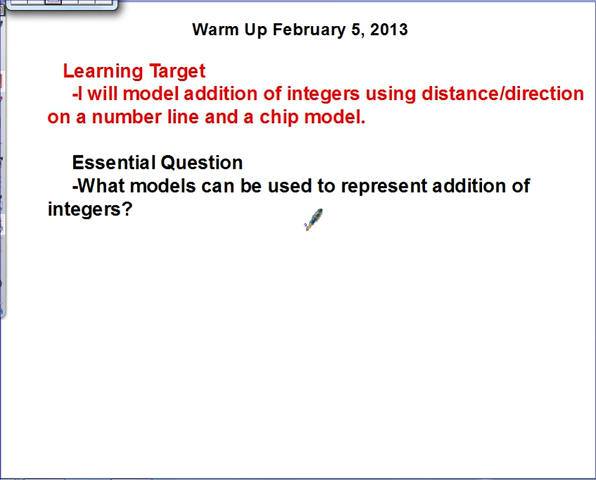 Warm Up February 5, 2013
Learning Target
-I will model addition of integers using distance/direction
on a number line and a chip model.
Essential Question
-What models can be used to represent addition of
integers?